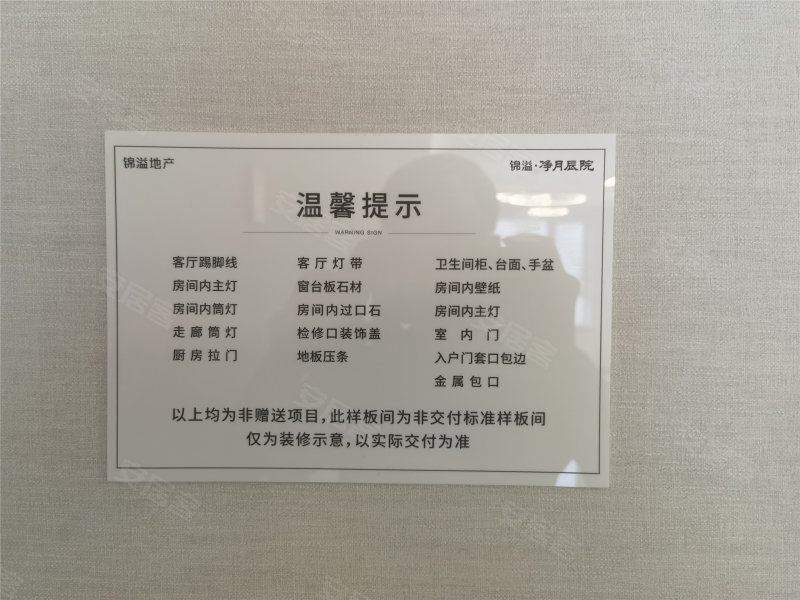 锦溢地产
锦溢·净月宸院
温馨提示
WARNING SIGN
客厅踢脚线
房间内主灯
房间内筒灯
走廊筒灯
厨房拉门
客厅灯带
窗台板石材
房间内过口石
检修口装饰盖
地板压条
卫生间柜、台面、手盆
房间内壁纸
房间内主灯
室内门
入户门套口包边
金属包口
以上均为非赠送项目，此样板间为非交付标准样板间
仅为装修示意，以实际交付为准
安居客